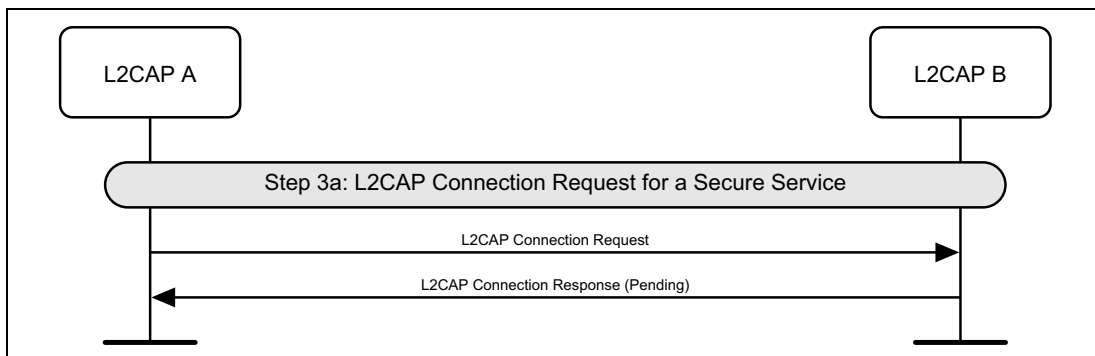 L2CAP A
L2CAP B
Step 3a: L2CAP Connection Request for a Secure Service
L2CAP Connection Request
L2CAP Connection Response (Pending)